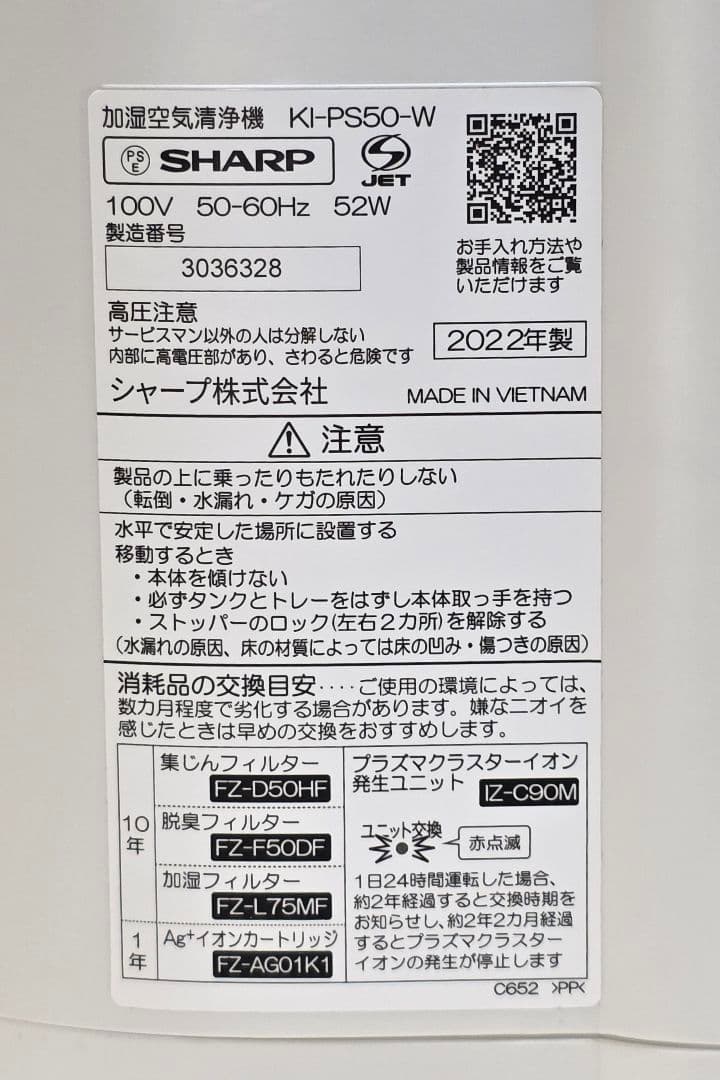 加湿空気清浄機 KI-PS50-W
PSE SHARP JET
100V 50-60Hz 52W
製造番号
3036328
お手入れ方法や
製品情報をご覧
いただけます
高圧注意
サービスマン以外の人は分解しない
内部に高電圧部があり、さわると危険です
2022年製
シャープ株式会社 MADE IN VIETNAM
注意
製品の上に乗ったりもたれたりしない
（転倒・水漏れ・ケガの原因）
水平で安定した場所に設置する
移動するとき
・本体を傾けない
・必ずタンクとトレーをはずし本体取っ手を持つ
・ストッパーのロック(左右2カ所)を解除する
（水漏れの原因、床の材質によっては床の凹み・傷つきの原因）
消耗品の交換目安‥‥ご使用の環境によっては、
数カ月程度で劣化する場合があります。嫌なニオイを
感じたときは早めの交換をおすすめします。
10年
集じんフィルター
FZ-D50HF
脱臭フィルター
FZ-F50DF
加湿フィルター
FZ-L75MF
1年
Ag⁺イオンカートリッジ
FZ-AG01K1
プラズマクラスターイオン
発生ユニット IZ-C90M
ユニット交換
赤点滅
1日24時間運転した場合、
約2年経過すると交換時期を
お知らせし、約2年2カ月経過
するとプラズマクラスター
イオンの発生が停止します
C652 >PP<